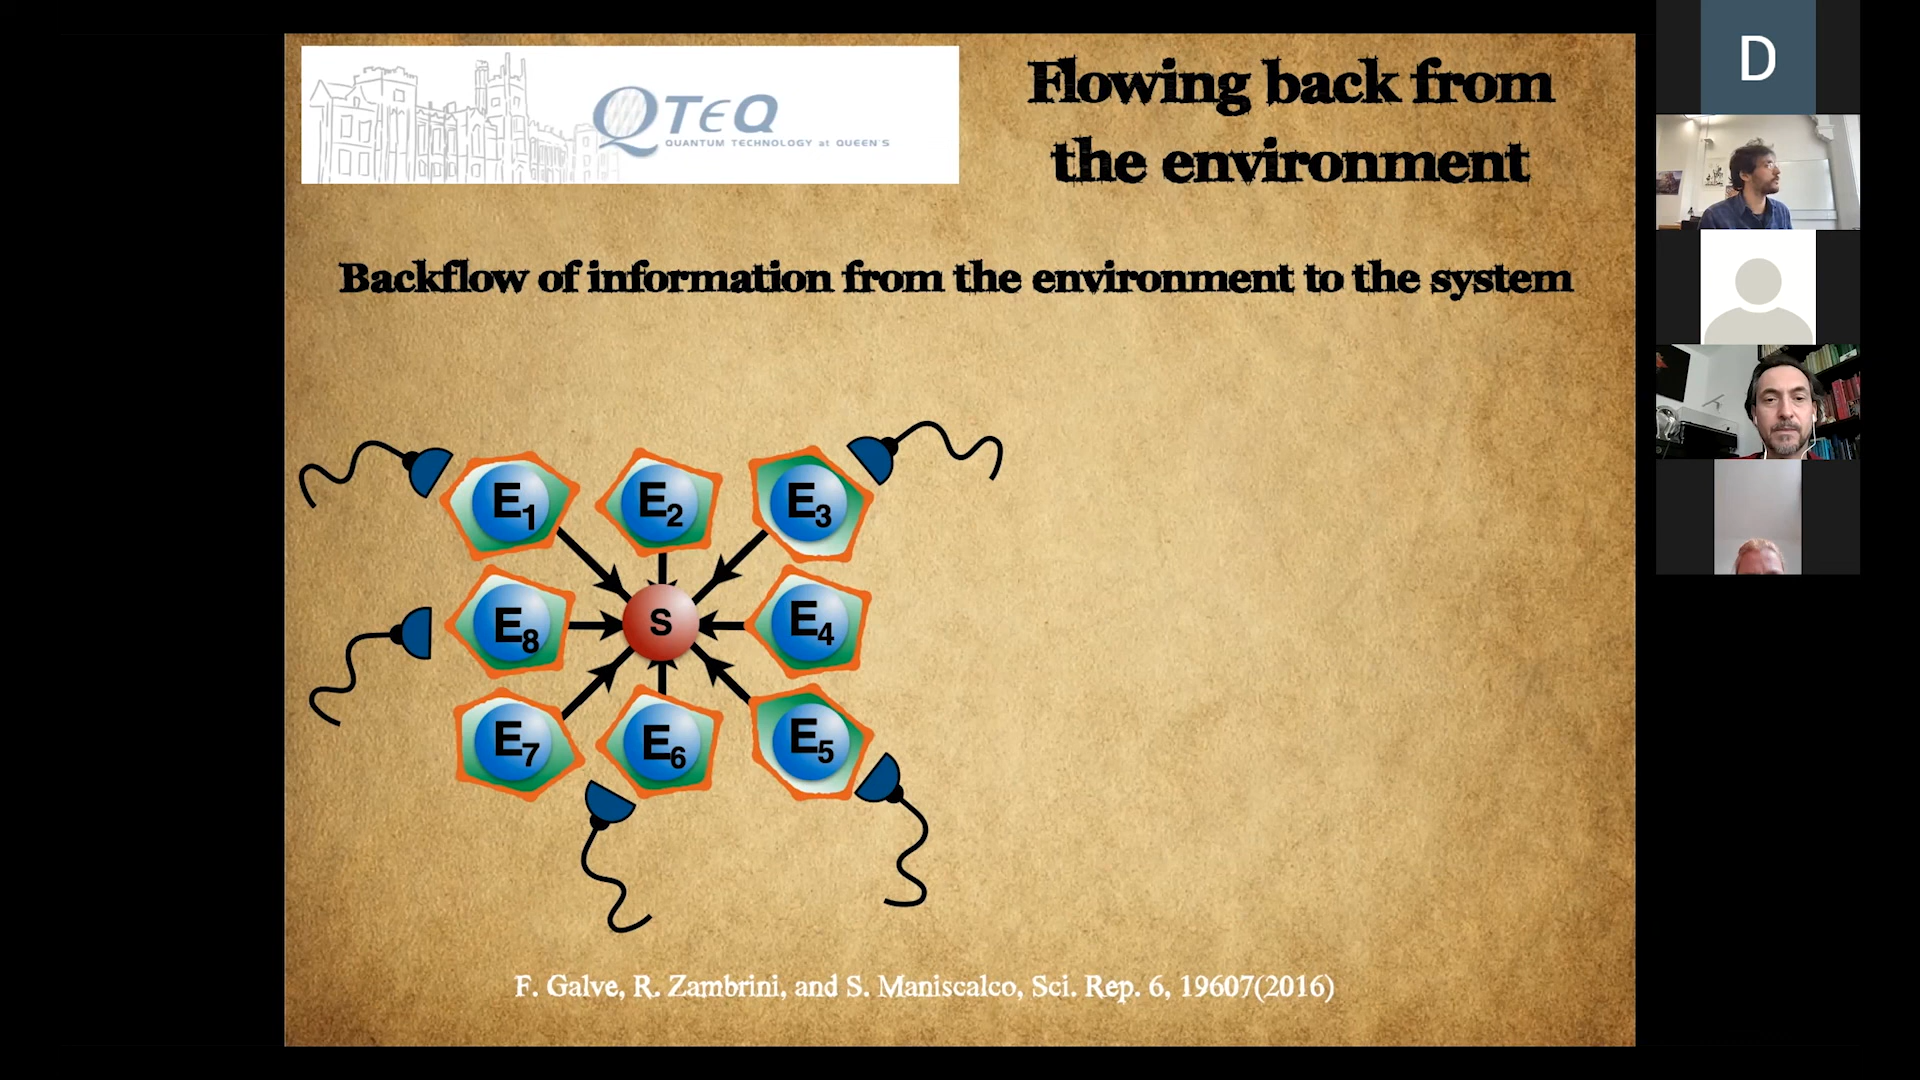 QTEQ
QUANTUM TECHNOLOGY at QUEEN'S
Flowing back from
the environment
Backflow of information from the environment to the system
E1 E2 E3
E8 S E4
E7 E6 E5
F. Galve, R. Zambrini, and S. Maniscalco, Sci. Rep. 6, 19607(2016)
D